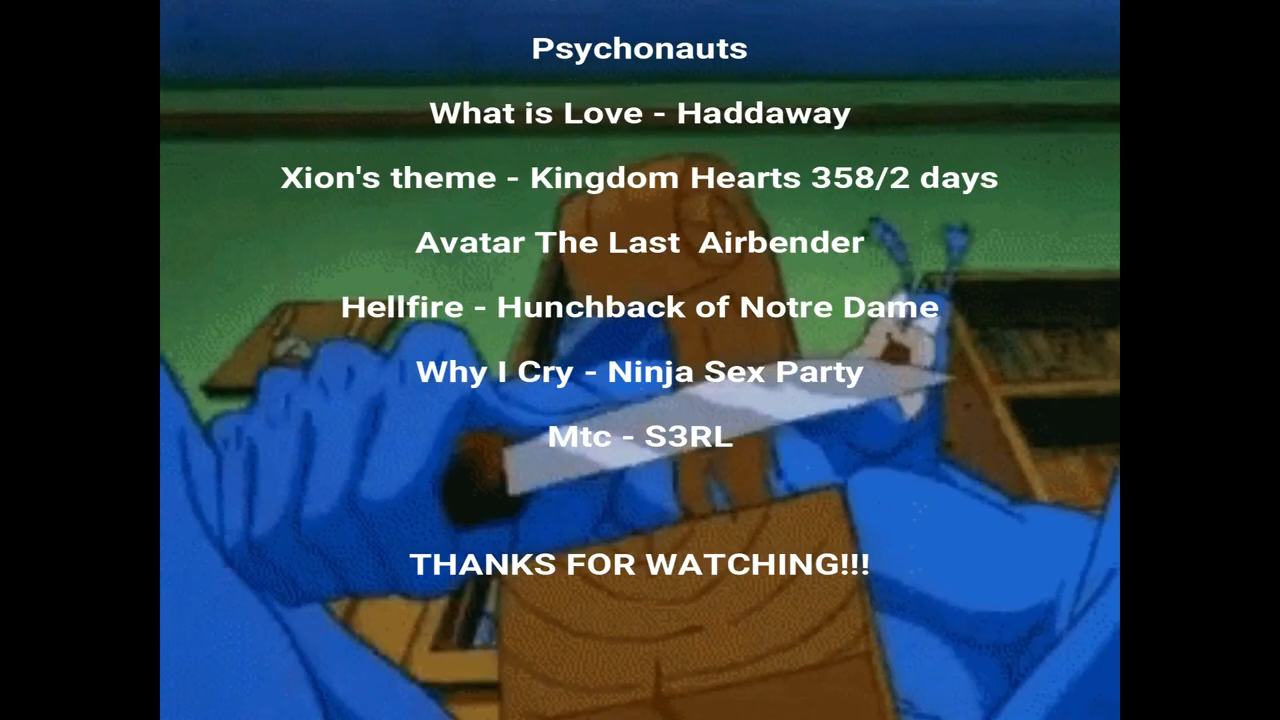 Psychonauts
What is Love - Haddaway
Xion's theme - Kingdom Hearts 358/2 days
Avatar The Last  Airbender
Hellfire - Hunchback of Notre Dame
Why I Cry - Ninja Sex Party
Mtc - S3RL
THANKS FOR WATCHING!!!